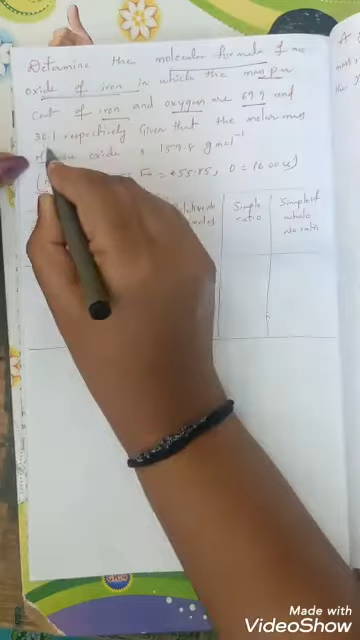 Determine the molecular formula of an
oxide of iron in which the mass per
cent of iron and oxygen are 69.9 and
30.1 respectively Given that the molar mass
of oxide is 159.8 g mol⁻¹
= 55.85, O = 16.00 u)
Simple ratio
Simplest whole No ratio
A
Made with
VideoShow